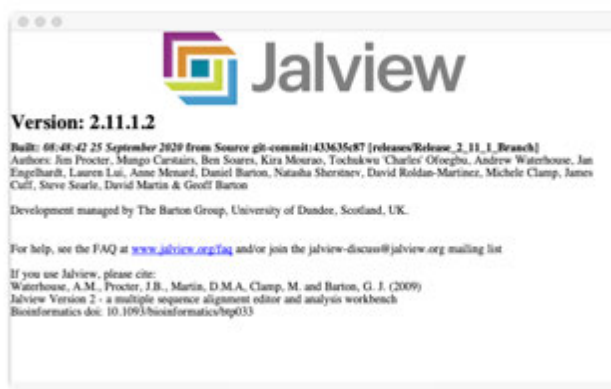 Jalview
Version: 2.11.1.2
Built: 08:48:42 25 September 2020 from Source git-commit:433635c87 [releases/Release_2_11_1_Branch]
Authors: Jim Procter, Mungo Carstairs, Ben Soares, Kira Mourao, Tochukwu 'Charles' Ofoegbu, Andrew Waterhouse, Jan
Engelhardt, Lauren Lui, Anne Menard, Daniel Barton, Natasha Sherstnev, David Roldan-Martinez, Michele Clamp, James
Cuff, Steve Searle, David Martin & Geoff Barton
Development managed by The Barton Group, University of Dundee, Scotland, UK.
For help, see the FAQ at www.jalview.org/faq and/or join the jalview-discuss@jalview.org mailing list
If you use Jalview, please cite:
Waterhouse, A.M., Procter, J.B., Martin, D.M.A, Clamp, M. and Barton, G. J. (2009)
Jalview Version 2 - a multiple sequence alignment editor and analysis workbench
Bioinformatics doi: 10.1093/bioinformatics/btp033